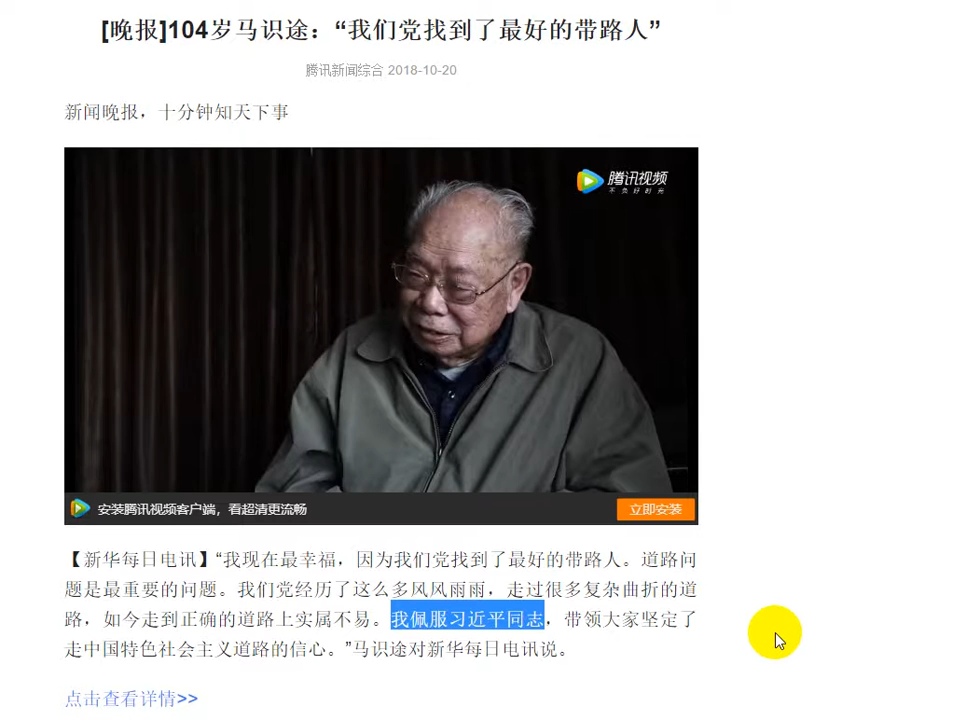 [晚报]104岁马识途：“我们党找到了最好的带路人”
腾讯新闻综合 2018-10-20
新闻晚报，十分钟知天下事
腾讯视频
不负好时光
安装腾讯视频客户端，看超清更流畅
立即安装
【新华每日电讯】“我现在最幸福，因为我们党找到了最好的带路人。道路问
题是最重要的问题。我们党经历了这么多风风雨雨，走过很多复杂曲折的道
路，如今走到正确的道路上实属不易。我佩服习近平同志，带领大家坚定了
走中国特色社会主义道路的信心。”马识途对新华每日电讯说。
点击查看详情>>